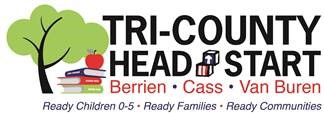 TRI-COUNTY
HEAD START
Berrien • Cass • Van Buren
Ready Children 0-5 • Ready Families • Ready Communities